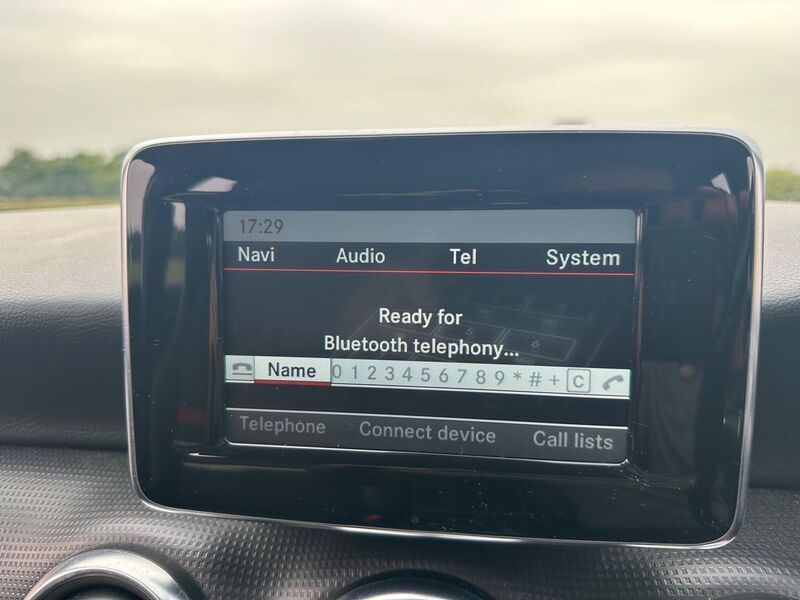 17:29
Navi Audio Tel System
Ready for
Bluetooth telephony...
Name 0 1 2 3 4 5 6 7 8 9 * # + C
Telephone Connect device Call lists